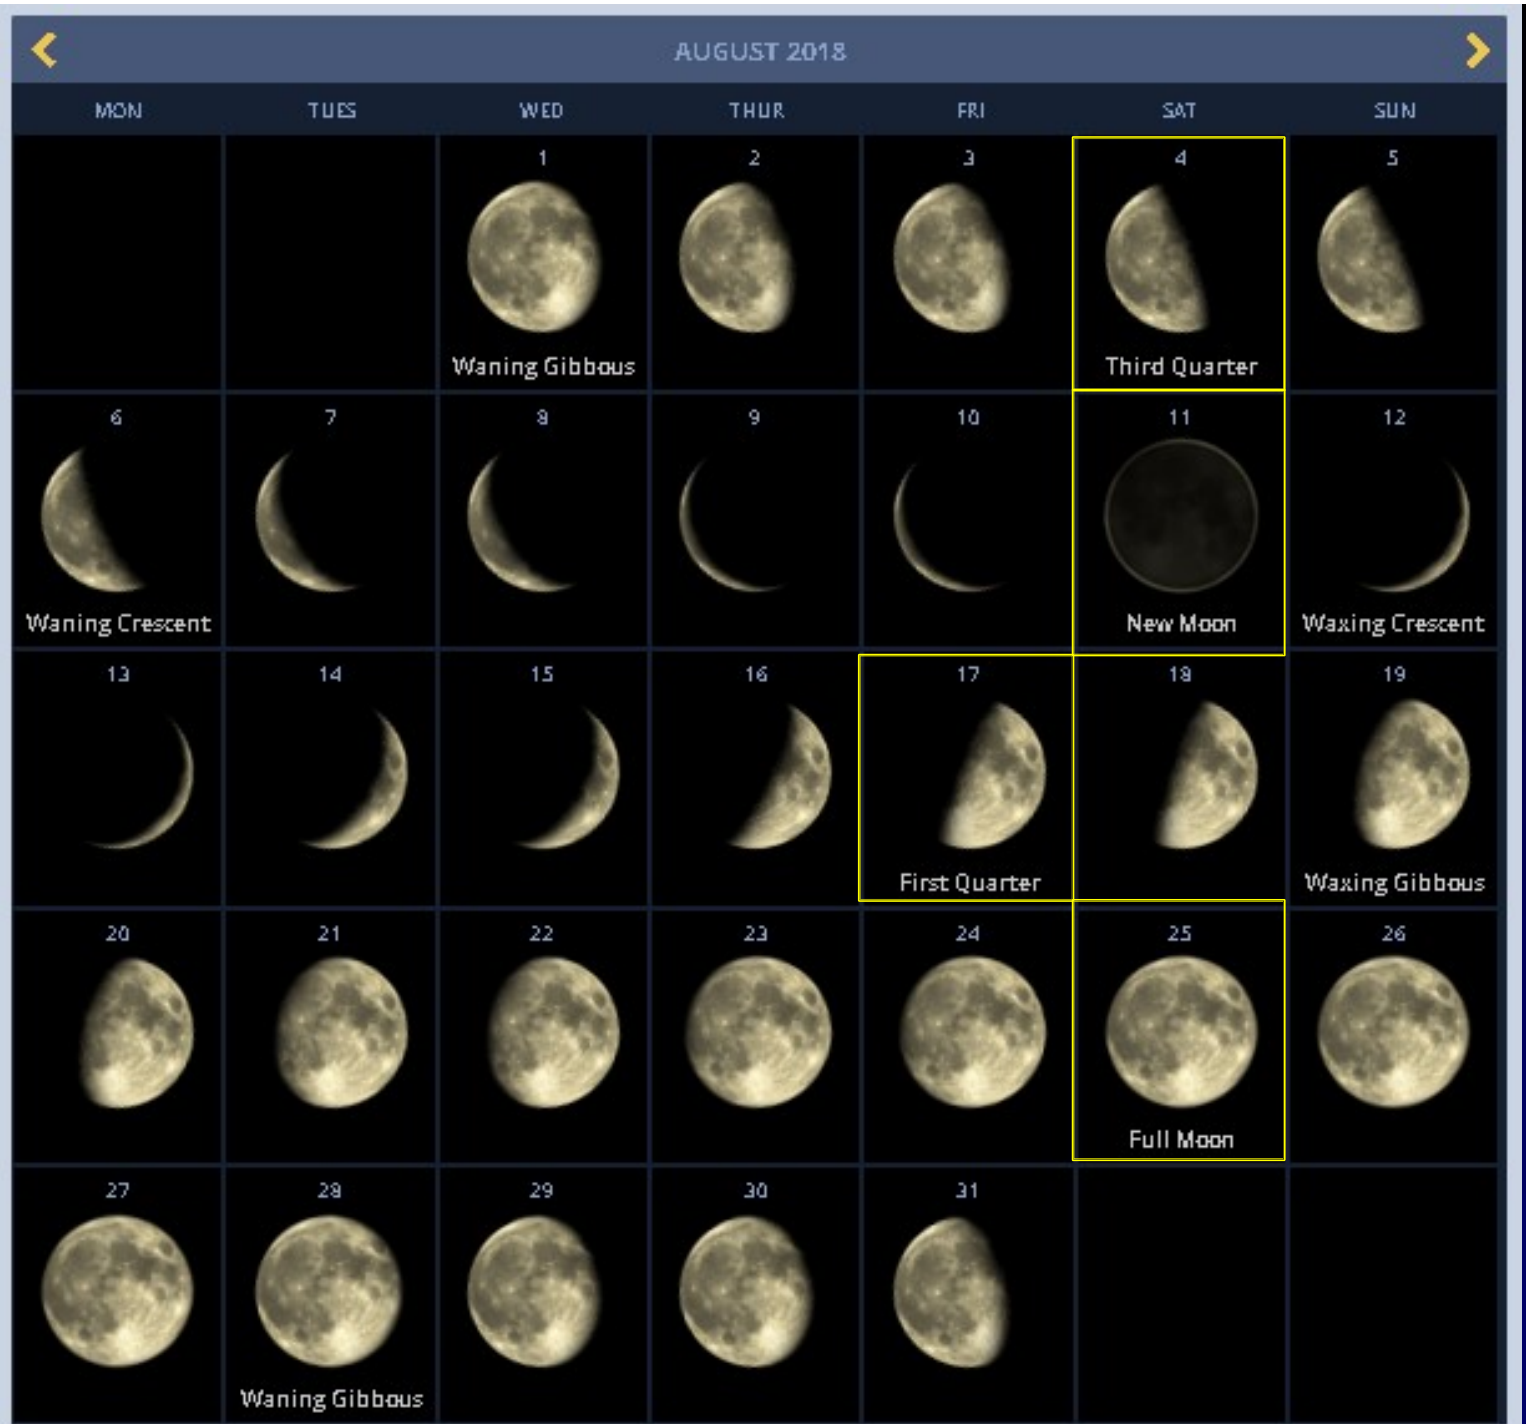 AUGUST 2018
MON TUES WED THUR FRI SAT SUN
1 2 3 4 5
Waning Gibbous Third Quarter
6 7 8 9 10 11 12
Waning Crescent New Moon Waxing Crescent
13 14 15 16 17 18 19
First Quarter Waxing Gibbous
20 21 22 23 24 25 26
Full Moon
27 28 29 30 31
Waning Gibbous